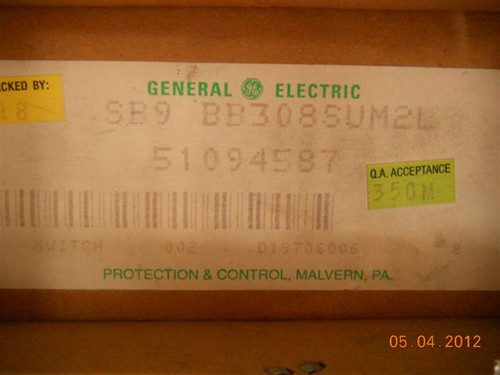 GENERAL ELECTRIC
CKED BY:
18
SB9 BB308SUM2L
51094587
Q.A. ACCEPTANCE
350M
SWITCH 002 D19706006 8
PROTECTION & CONTROL, MALVERN, PA.
05.04.2012